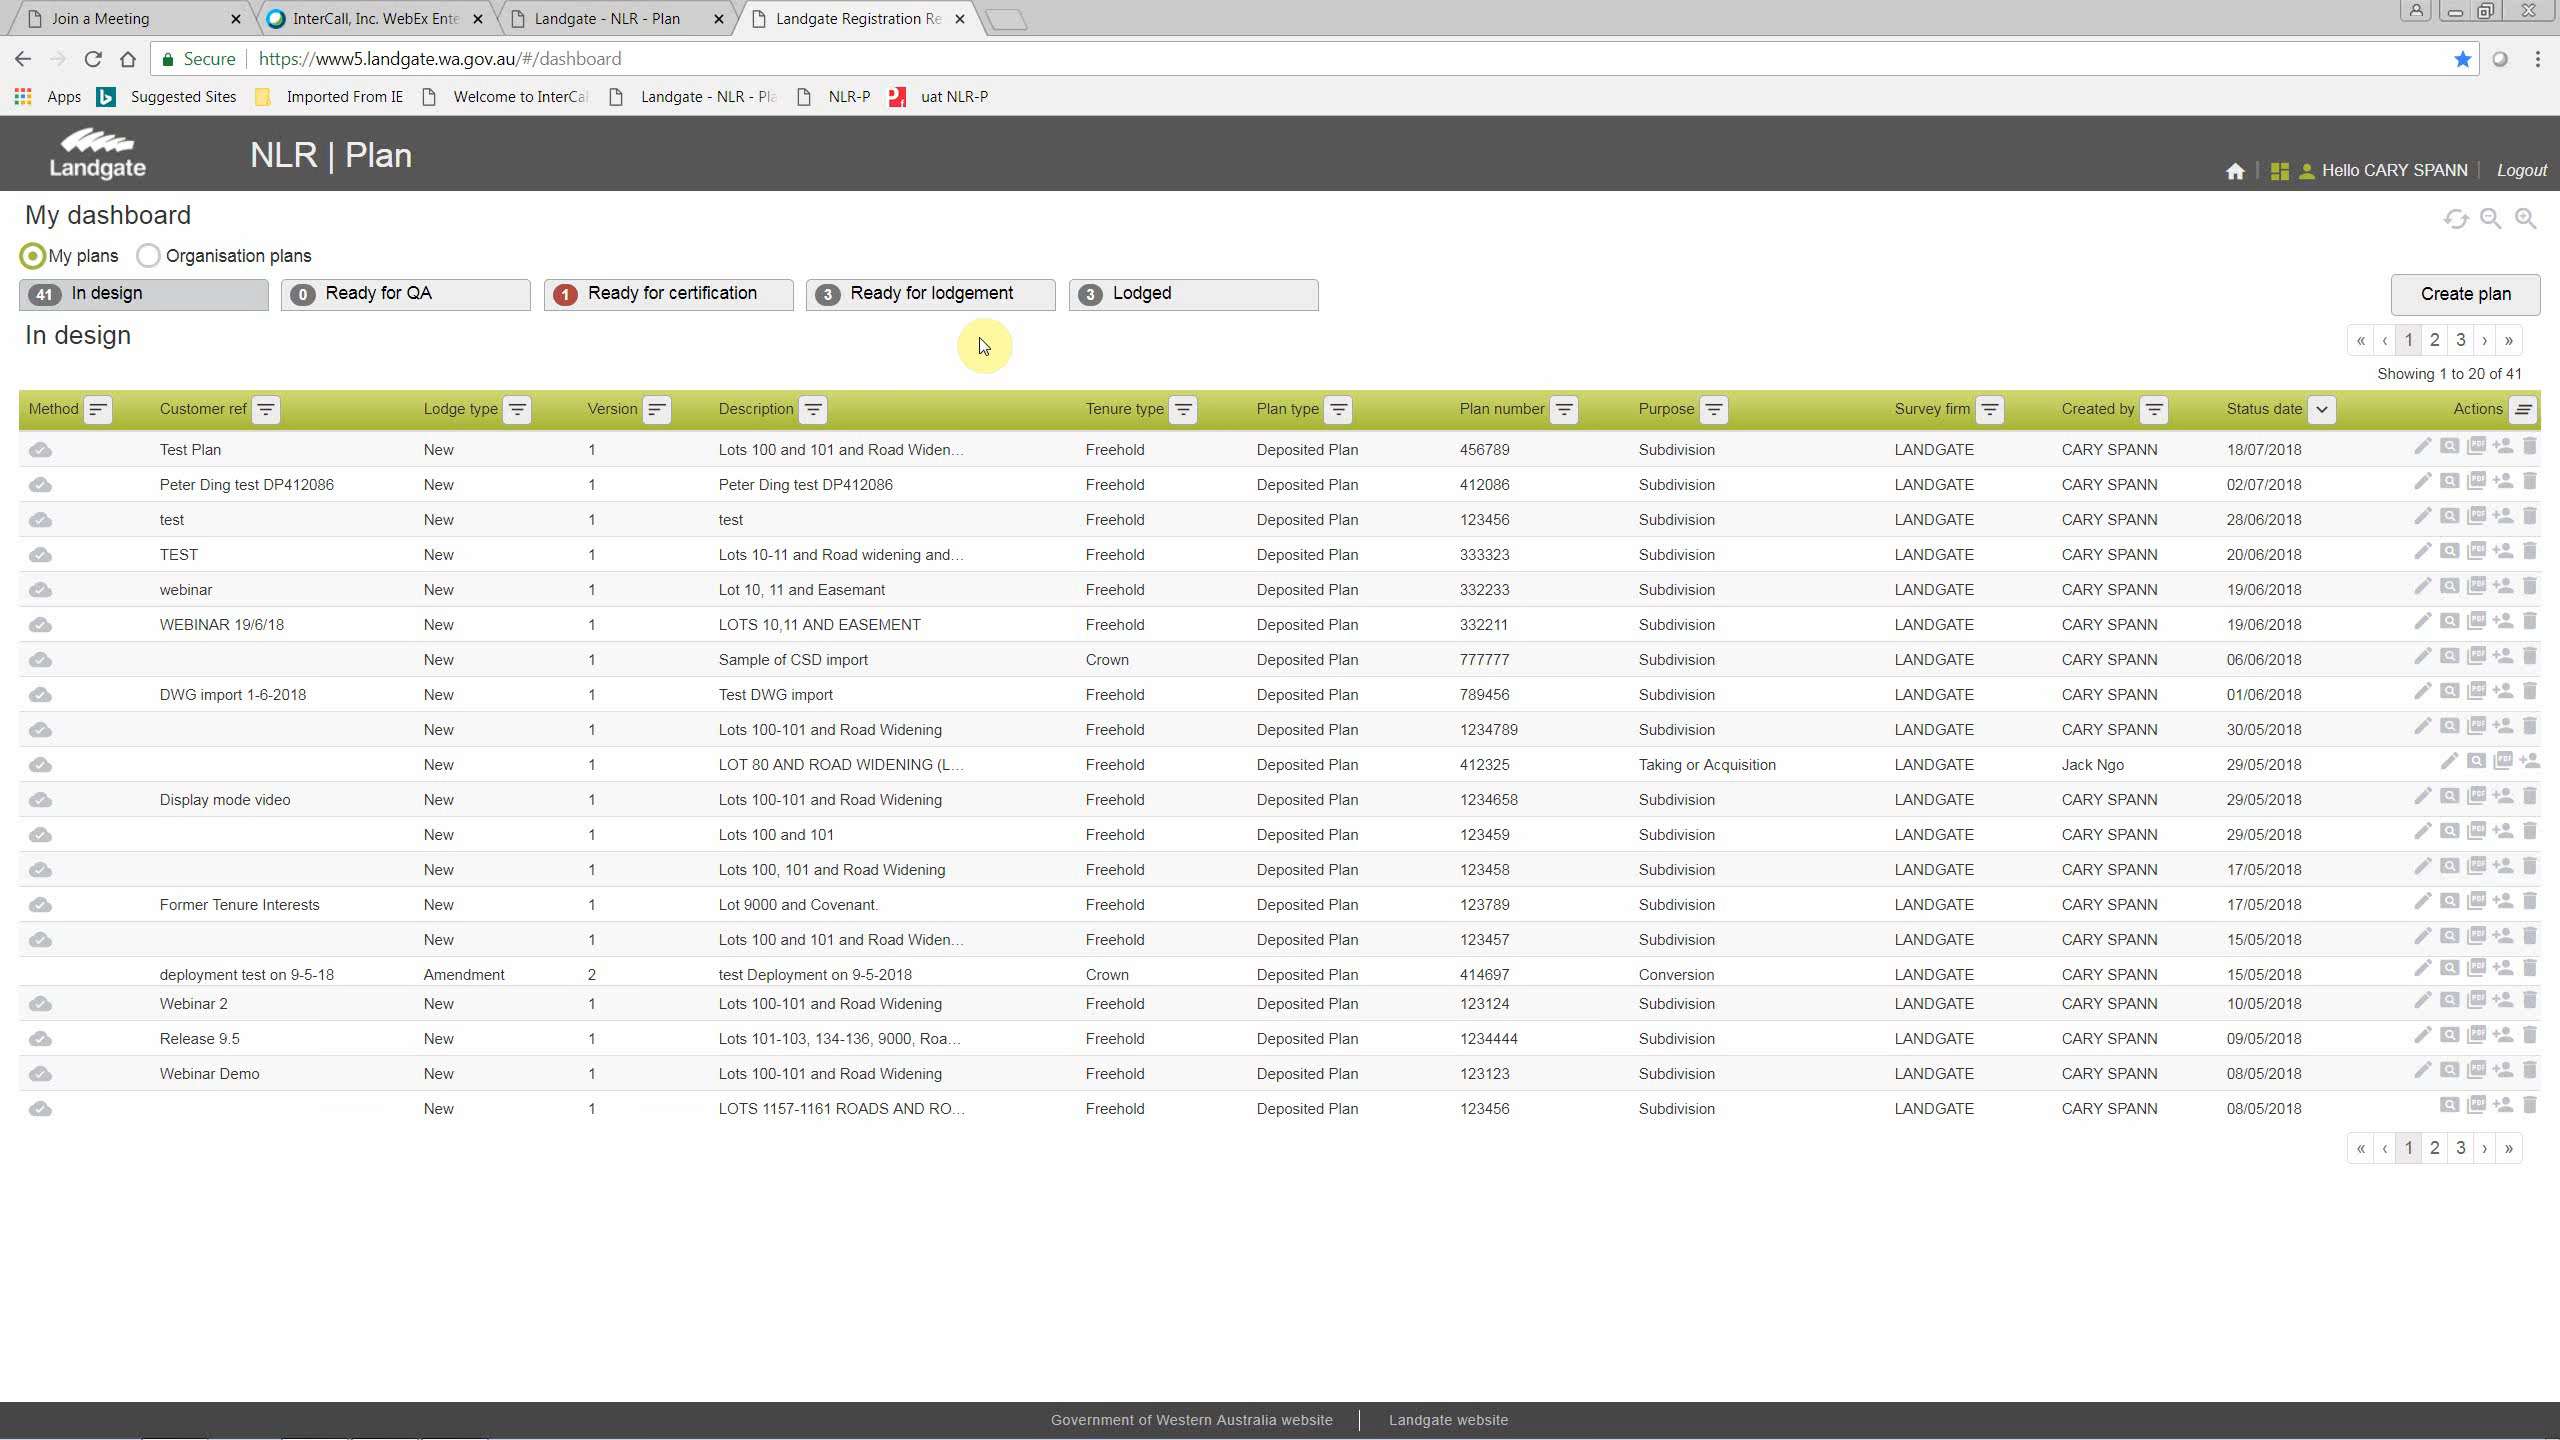 Join a Meeting InterCall, Inc. WebEx Ente Landgate - NLR - Plan Landgate Registration Re
Secure https://www5.landgate.wa.gov.au/#/dashboard
Apps Suggested Sites Imported From IE Welcome to InterCal Landgate - NLR - Pla NLR-P uat NLR-P
Landgate NLR | Plan Hello CARY SPANN Logout
My dashboard
My plans Organisation plans
41 In design 0 Ready for QA 1 Ready for certification 3 Ready for lodgement 3 Lodged Create plan
In design « ‹ 1 2 3 › »
Showing 1 to 20 of 41
Method Customer ref Lodge type Version Description Tenure type Plan type Plan number Purpose Survey firm Created by Status date Actions
Test Plan New 1 Lots 100 and 101 and Road Widen... Freehold Deposited Plan 456789 Subdivision LANDGATE CARY SPANN 18/07/2018
Peter Ding test DP412086 New 1 Peter Ding test DP412086 Freehold Deposited Plan 412086 Subdivision LANDGATE CARY SPANN 02/07/2018
test New 1 test Freehold Deposited Plan 123456 Subdivision LANDGATE CARY SPANN 28/06/2018
TEST New 1 Lots 10-11 and Road widening and... Freehold Deposited Plan 333323 Subdivision LANDGATE CARY SPANN 20/06/2018
webinar New 1 Lot 10, 11 and Easemant Freehold Deposited Plan 332233 Subdivision LANDGATE CARY SPANN 19/06/2018
WEBINAR 19/6/18 New 1 LOTS 10,11 AND EASEMENT Freehold Deposited Plan 332211 Subdivision LANDGATE CARY SPANN 19/06/2018
New 1 Sample of CSD import Crown Deposited Plan 777777 Subdivision LANDGATE CARY SPANN 06/06/2018
DWG import 1-6-2018 New 1 Test DWG import Freehold Deposited Plan 789456 Subdivision LANDGATE CARY SPANN 01/06/2018
New 1 Lots 100-101 and Road Widening Freehold Deposited Plan 1234789 Subdivision LANDGATE CARY SPANN 30/05/2018
New 1 LOT 80 AND ROAD WIDENING (L... Freehold Deposited Plan 412325 Taking or Acquisition LANDGATE Jack Ngo 29/05/2018
Display mode video New 1 Lots 100-101 and Road Widening Freehold Deposited Plan 1234658 Subdivision LANDGATE CARY SPANN 29/05/2018
New 1 Lots 100 and 101 Freehold Deposited Plan 123459 Subdivision LANDGATE CARY SPANN 29/05/2018
New 1 Lots 100, 101 and Road Widening Freehold Deposited Plan 123458 Subdivision LANDGATE CARY SPANN 17/05/2018
Former Tenure Interests New 1 Lot 9000 and Covenant. Freehold Deposited Plan 123789 Subdivision LANDGATE CARY SPANN 17/05/2018
New 1 Lots 100 and 101 and Road Widen... Freehold Deposited Plan 123457 Subdivision LANDGATE CARY SPANN 15/05/2018
deployment test on 9-5-18 Amendment 2 test Deployment on 9-5-2018 Crown Deposited Plan 414697 Conversion LANDGATE CARY SPANN 15/05/2018
Webinar 2 New 1 Lots 100-101 and Road Widening Freehold Deposited Plan 123124 Subdivision LANDGATE CARY SPANN 10/05/2018
Release 9.5 New 1 Lots 101-103, 134-136, 9000, Roa... Freehold Deposited Plan 1234444 Subdivision LANDGATE CARY SPANN 09/05/2018
Webinar Demo New 1 Lots 100-101 and Road Widening Freehold Deposited Plan 123123 Subdivision LANDGATE CARY SPANN 08/05/2018
New 1 LOTS 1157-1161 ROADS AND RO... Freehold Deposited Plan 123456 Subdivision LANDGATE CARY SPANN 08/05/2018
« ‹ 1 2 3 › »
Government of Western Australia website Landgate website